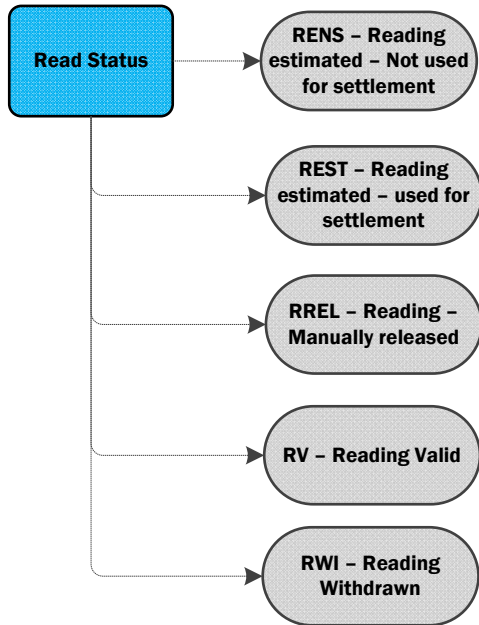 Read Status
RENS – Reading
estimated – Not used
for settlement
REST – Reading
estimated – used for
settlement
RREL – Reading –
Manually released
RV – Reading Valid
RWI – Reading
Withdrawn